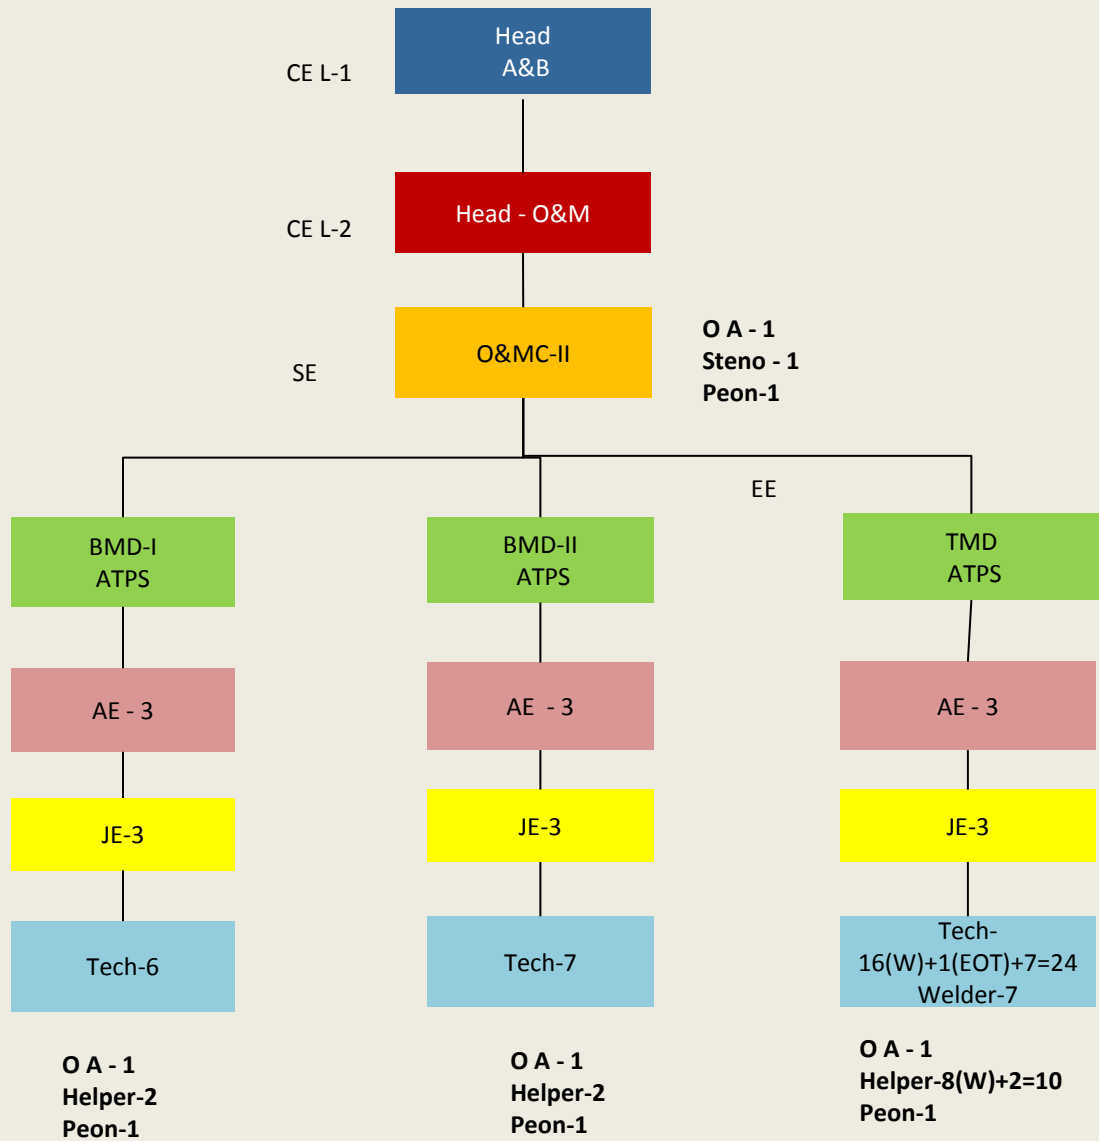 Head
A&B
CE L-1
Head - O&M
CE L-2
O&MC-II
SE
O A - 1
Steno - 1
Peon-1
EE
BMD-I
ATPS
BMD-II
ATPS
TMD
ATPS
AE - 3
AE - 3
AE - 3
JE-3
JE-3
JE-3
Tech-6
Tech-7
Tech-
16(W)+1(EOT)+7=24
Welder-7
O A - 1
Helper-2
Peon-1
O A - 1
Helper-2
Peon-1
O A - 1
Helper-8(W)+2=10
Peon-1